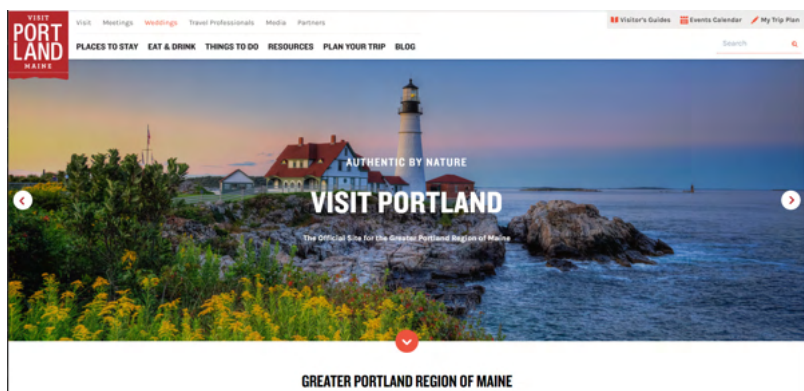 VISIT
PORT
LAND
MAINE
Visit Meetings Weddings Travel Professionals Media Partners
Visitor's Guides Events Calendar My Trip Plan
PLACES TO STAY EAT & DRINK THINGS TO DO RESOURCES PLAN YOUR TRIP BLOG
Search
AUTHENTIC BY NATURE
VISIT PORTLAND
The Official Site for the Greater Portland Region of Maine
GREATER PORTLAND REGION OF MAINE